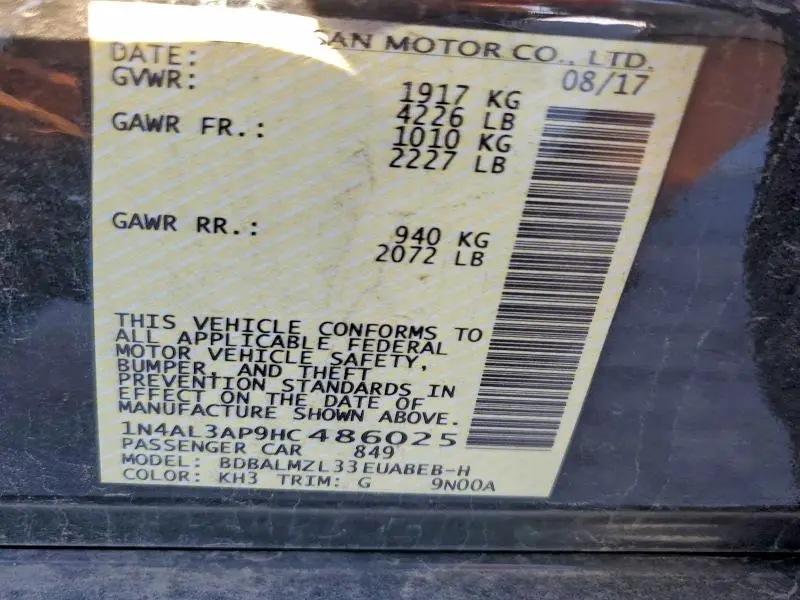 SAN MOTOR CO., LTD.
DATE: 08/17
GVWR: 1917 KG
4226 LB
GAWR FR.: 1010 KG
2227 LB
GAWR RR.: 940 KG
2072 LB
THIS VEHICLE CONFORMS TO
ALL APPLICABLE FEDERAL
MOTOR VEHICLE SAFETY,
BUMPER, AND THEFT
PREVENTION STANDARDS IN
EFFECT ON THE DATE OF
MANUFACTURE SHOWN ABOVE.
1N4AL3AP9HC486025
PASSENGER CAR 849
MODEL: BDBALMZL33EUABEB-H
COLOR: KH3 TRIM: G 9N00A